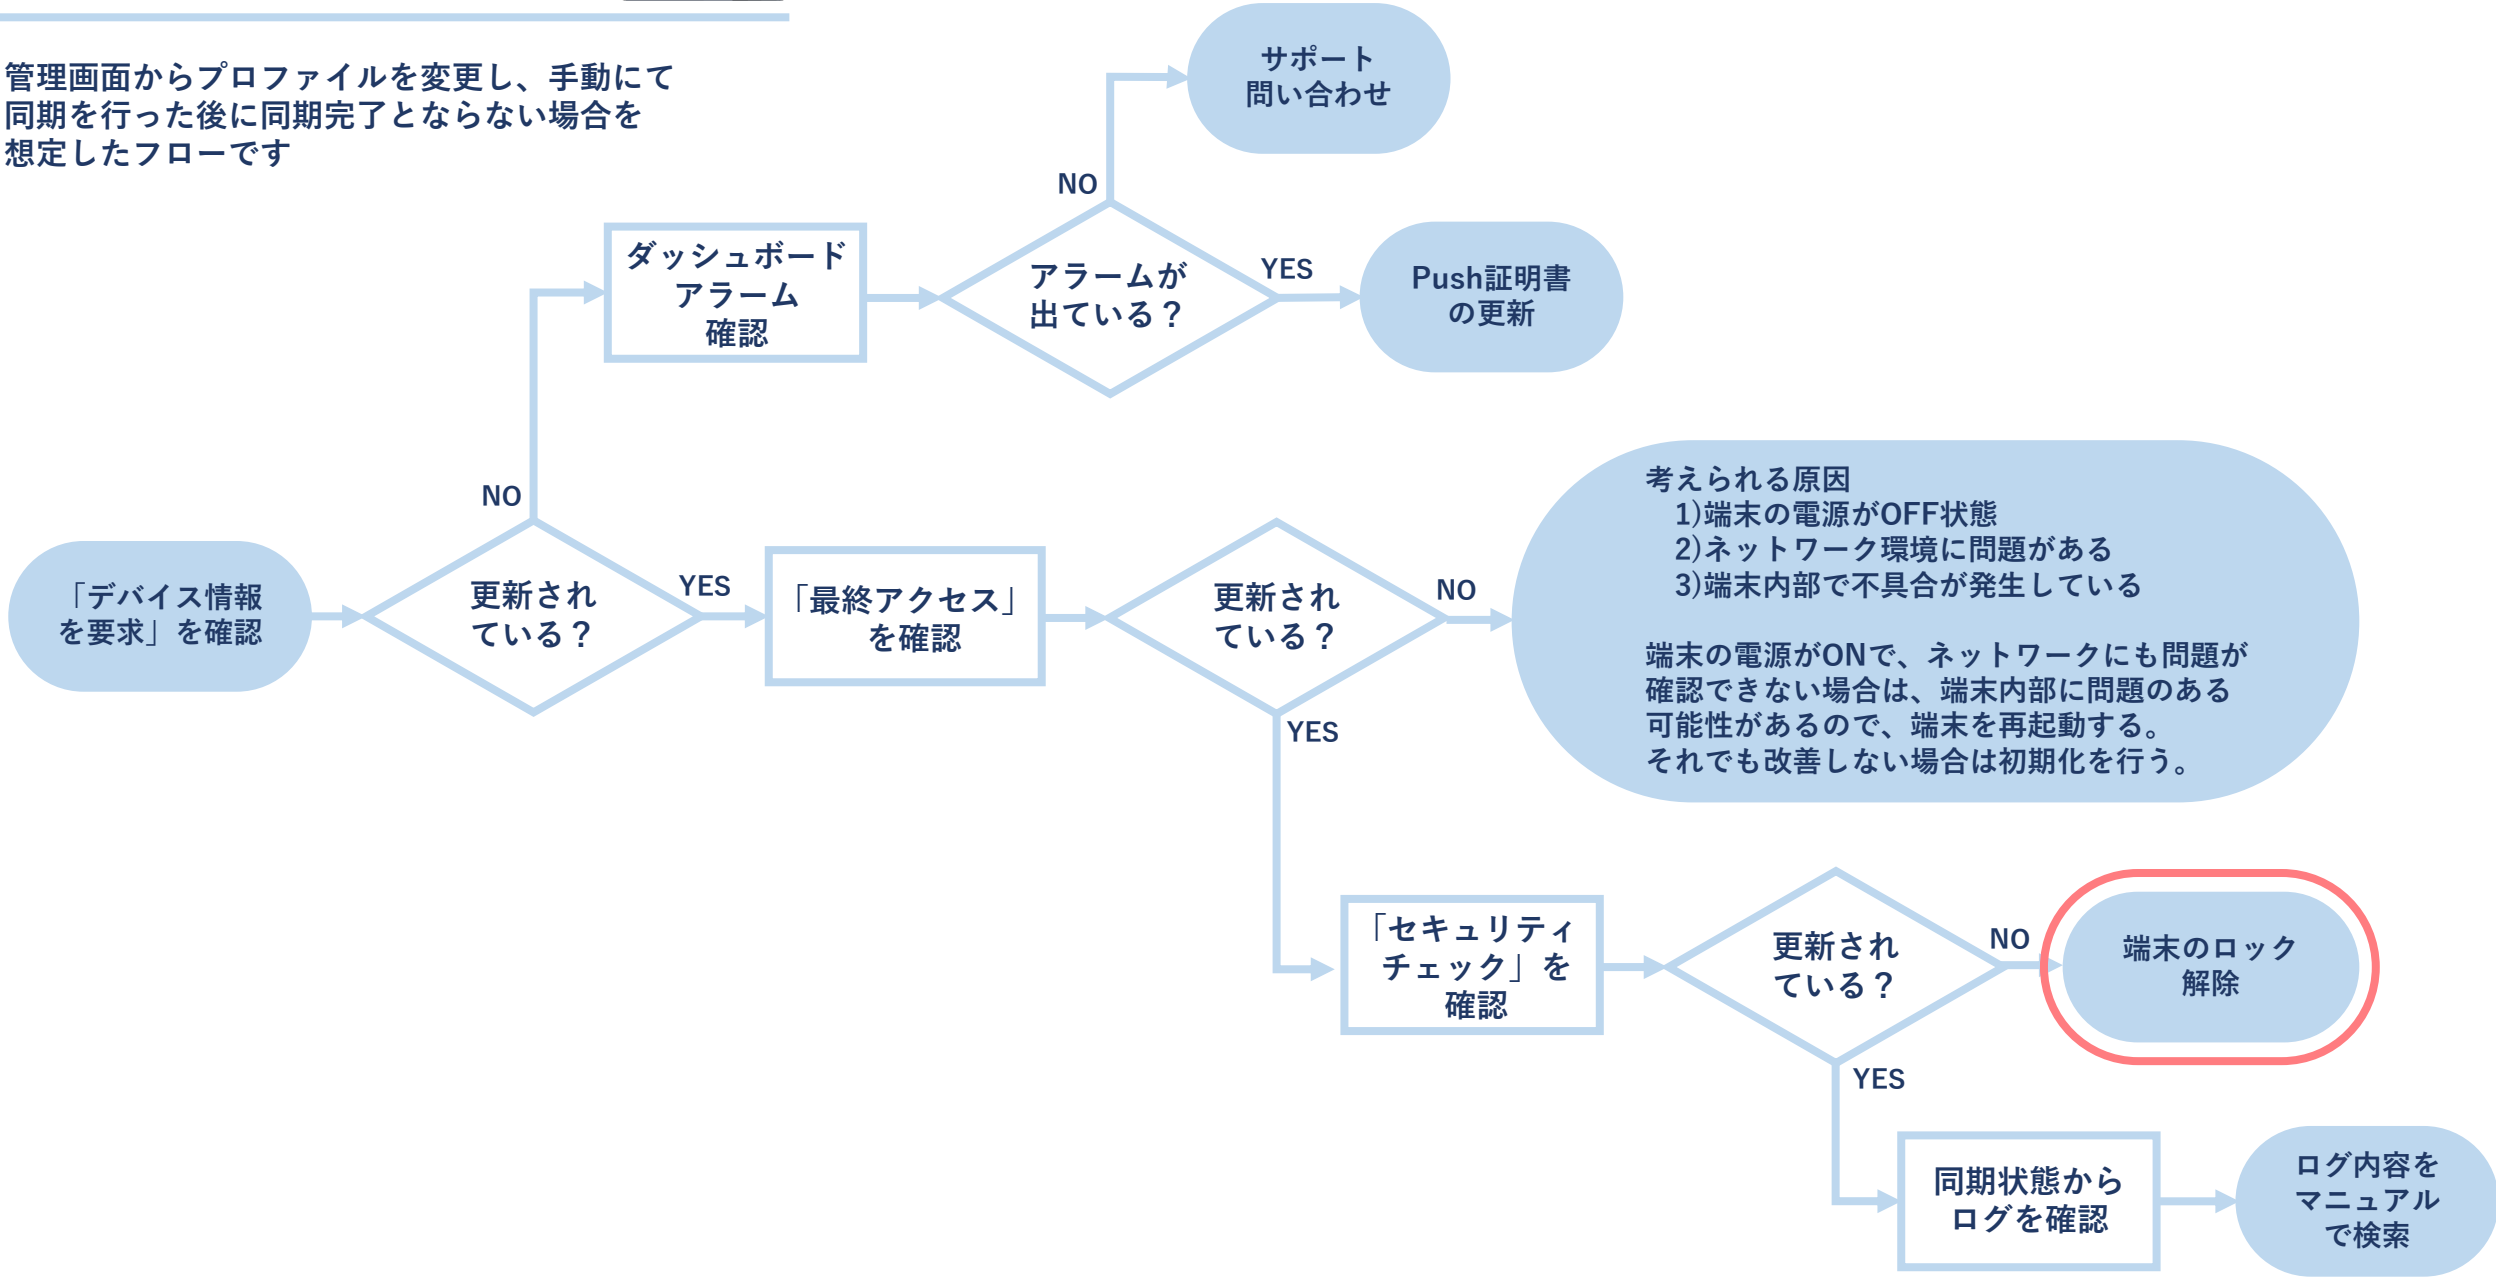 管理画面からプロファイルを変更し、手動にて
同期を行った後に同期完了とならない場合を
想定したフローです
サポート
問い合わせ
NO
ダッシュボード
アラーム
確認
アラームが
出ている？
YES
Push証明書
の更新
NO
「デバイス情報
を要求」を確認
更新され
ている？
YES
「最終アクセス」
を確認
更新され
ている？
NO
考えられる原因
1)端末の電源がOFF状態
2)ネットワーク環境に問題がある
3)端末内部で不具合が発生している
端末の電源がONで、ネットワークにも問題が
確認できない場合は、端末内部に問題のある
可能性があるので、端末を再起動する。
それでも改善しない場合は初期化を行う。
YES
「セキュリティ
チェック」を
確認
更新され
ている？
NO
端末のロック
解除
YES
同期状態から
ログを確認
ログ内容を
マニュアル
で検索